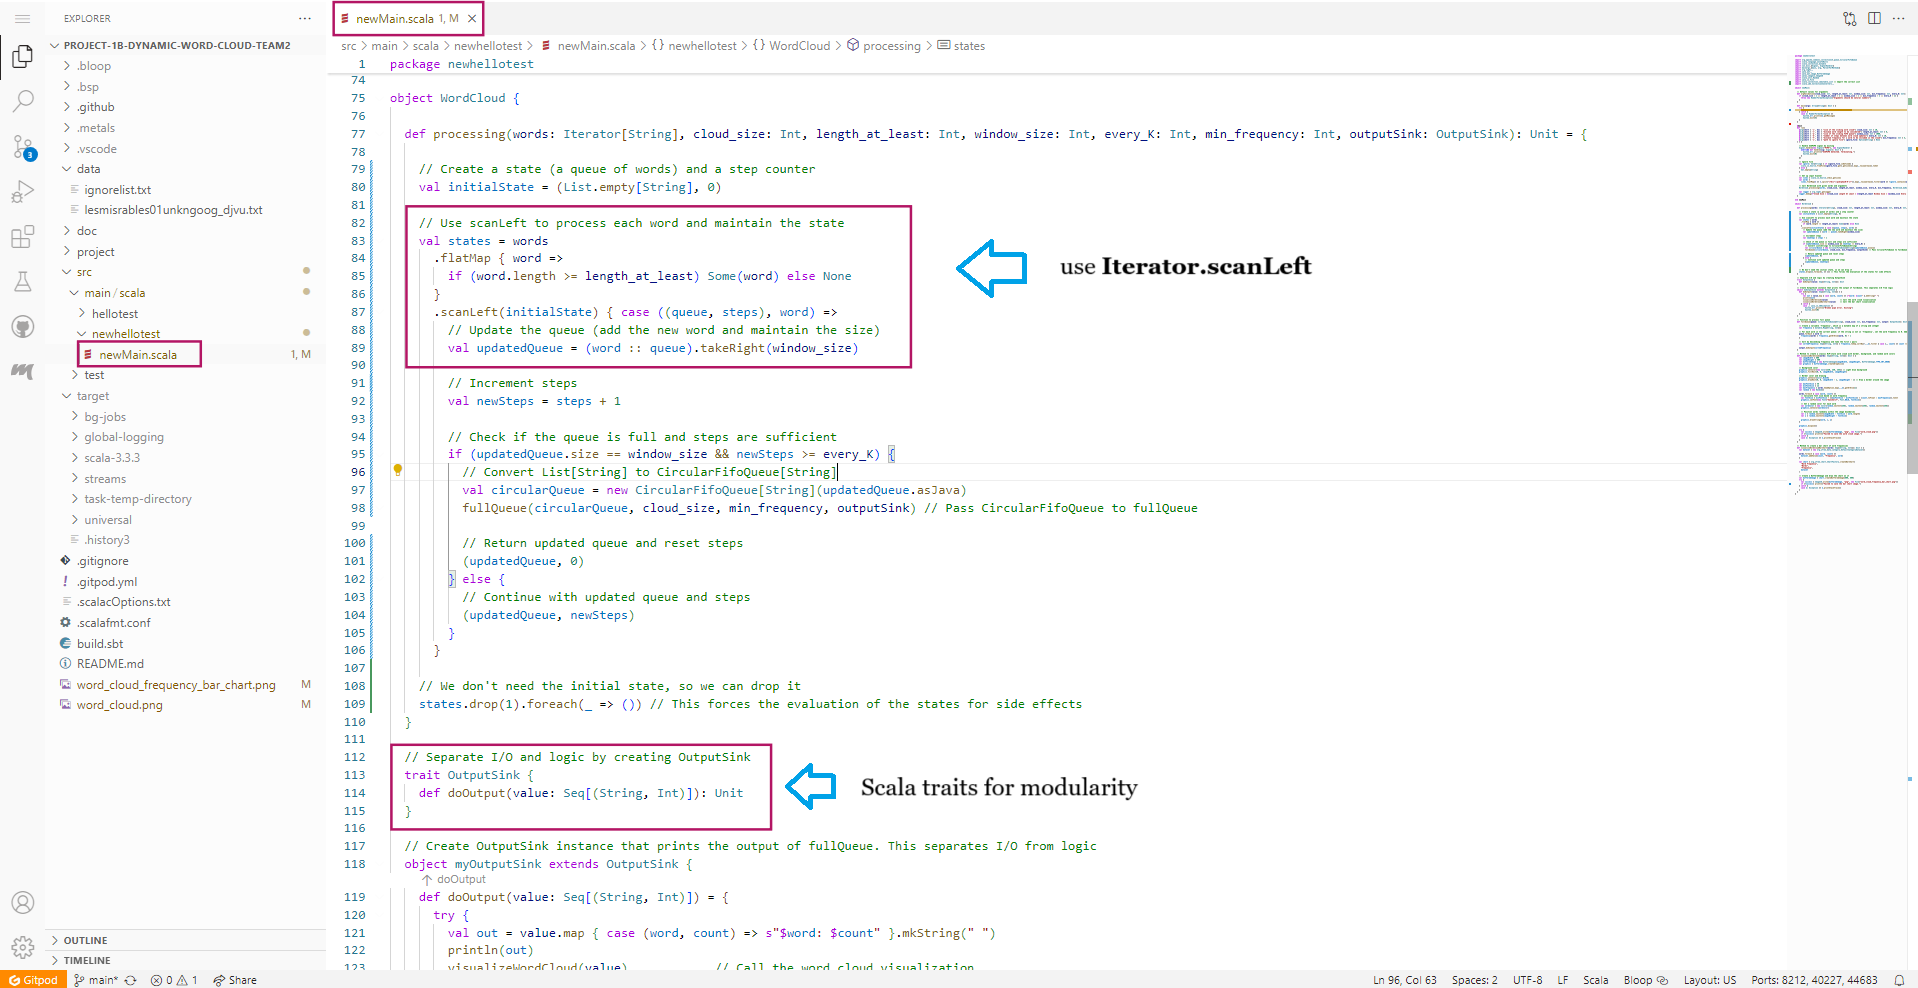 EXPLORER
PROJECT-1B-DYNAMIC-WORD-CLOUD-TEAM2
.bloop
.bsp
.github
.metals
.vscode
data
ignorelist.txt
lesmisrables01unkngoog_djvu.txt
doc
project
src
main/scala
hellotest
newhellotest
newMain.scala 1, M
test
target
bg-jobs
global-logging
scala-3.3.3
streams
task-temp-directory
universal
.history3
.gitignore
.gitpod.yml
.scalacOptions.txt
.scalafmt.conf
build.sbt
README.md
word_cloud_frequency_bar_chart.png M
word_cloud.png M
OUTLINE
TIMELINE
3
newMain.scala 1, M
src > main > scala > newhellotest > newMain.scala > {} newhellotest > {} WordCloud > processing > states
1 package newhellotest
74
75 object WordCloud {
76
77 def processing(words: Iterator[String], cloud_size: Int, length_at_least: Int, window_size: Int, every_K: Int, min_frequency: Int, outputSink: OutputSink): Unit = {
78
79 // Create a state (a queue of words) and a step counter
80 val initialState = (List.empty[String], 0)
81
82 // Use scanLeft to process each word and maintain the state
83 val states = words
84 .flatMap { word =>
85 if (word.length >= length_at_least) Some(word) else None
86 }
87 .scanLeft(initialState) { case ((queue, steps), word) =>
88 // Update the queue (add the new word and maintain the size)
89 val updatedQueue = (word :: queue).takeRight(window_size)
90
91 // Increment steps
92 val newSteps = steps + 1
93
94 // Check if the queue is full and steps are sufficient
95 if (updatedQueue.size == window_size && newSteps >= every_K) {
96 // Convert List[String] to CircularFifoQueue[String]
97 val circularQueue = new CircularFifoQueue[String](updatedQueue.asJava)
98 fullQueue(circularQueue, cloud_size, min_frequency, outputSink) // Pass CircularFifoQueue to fullQueue
99
100 // Return updated queue and reset steps
101 (updatedQueue, 0)
102 } else {
103 // Continue with updated queue and steps
104 (updatedQueue, newSteps)
105 }
106 }
107
108 // We don't need the initial state, so we can drop it
109 states.drop(1).foreach(_ => ()) // This forces the evaluation of the states for side effects
110 }
111
112 // Separate I/O and logic by creating OutputSink
113 trait OutputSink {
114 def doOutput(value: Seq[(String, Int)]): Unit
115 }
116
117 // Create OutputSink instance that prints the output of fullQueue. This separates I/O from logic
118 object myOutputSink extends OutputSink {
doOutput
119 def doOutput(value: Seq[(String, Int)]) = {
120 try {
121 val out = value.map { case (word, count) => s"$word: $count" }.mkString(" ")
122 println(out)
123 visualizeWordCloud(value) // Call the word cloud visualization
use Iterator.scanLeft
Scala traits for modularity
Gitpod main* 0 1 Share Ln 96, Col 63 Spaces: 2 UTF-8 LF Scala Bloop Layout: US Ports: 8212, 40227, 44683